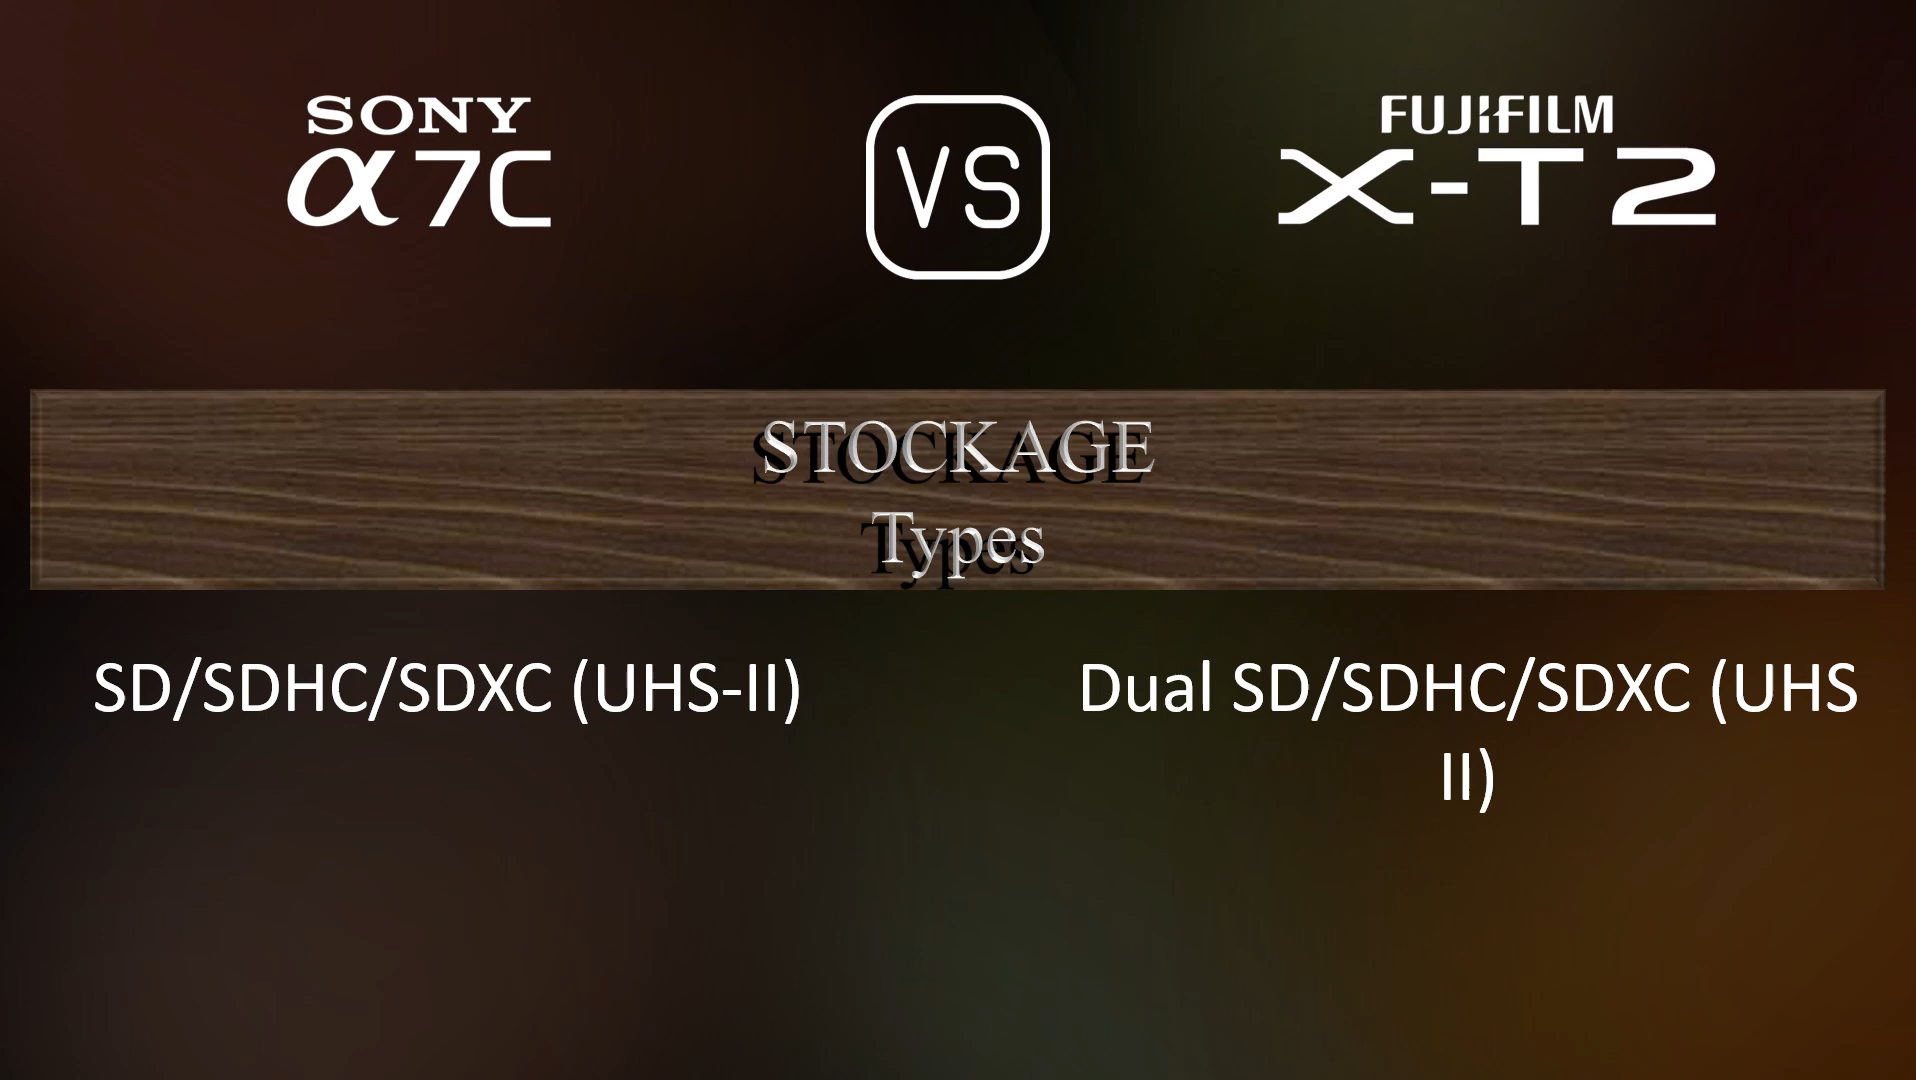 SONY
α7C
VS
FUJIFILM
X-T2
STOCKAGE
Types
SD/SDHC/SDXC (UHS-II)
Dual SD/SDHC/SDXC (UHS
II)